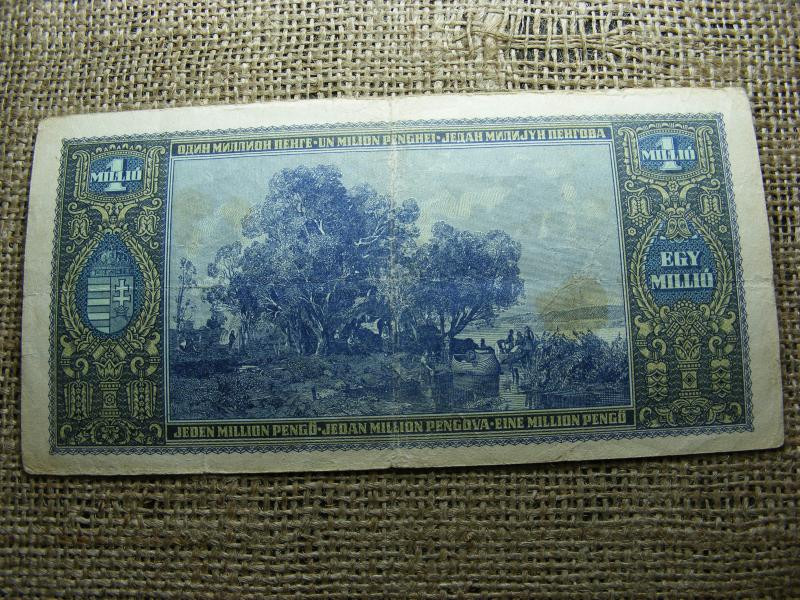 ОДИН МИЛЛИОН ПЕНГЕ · UN MILION PENGHEI · ЈЕДАН МИЛИЈУН ПЕНГОВА
1
MILLIÓ
1
MILLIÓ
EGY
MILLIÓ
JEDEN MILLION PENGŐ · JEDAN MILLION PENGÖVA · EINE MILLION PENGŐ